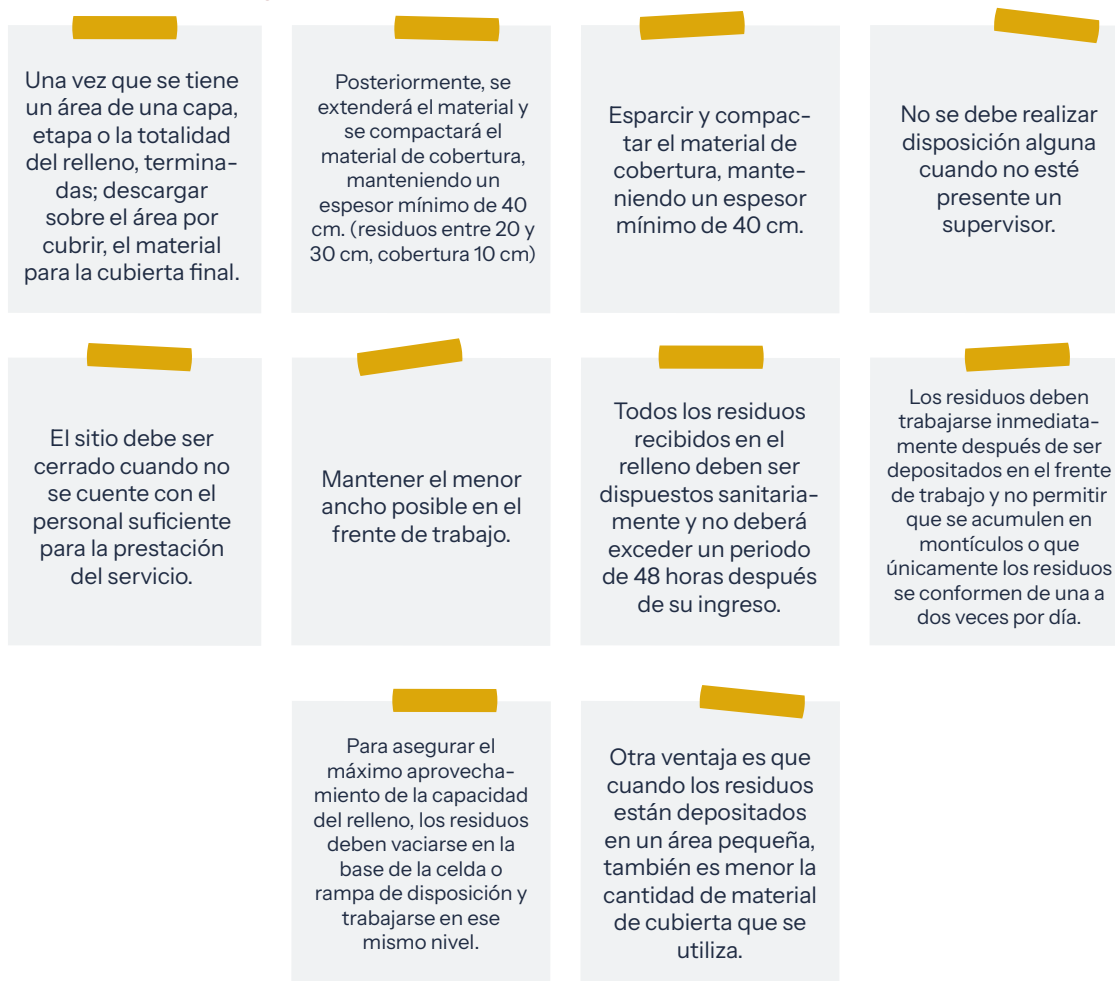 Una vez que se tiene
un área de una capa,
etapa o la totalidad
del relleno, termina-
das; descargar
sobre el área por
cubrir, el material
para la cubierta final.
Posteriormente, se
extenderá el material y
se compactará el
material de cobertura,
manteniendo un
espesor mínimo de 40
cm. (residuos entre 20 y
30 cm, cobertura 10 cm)
Esparcir y compac-
tar el material de
cobertura, mante-
niendo un espesor
mínimo de 40 cm.
No se debe realizar
disposición alguna
cuando no esté
presente un
supervisor.
El sitio debe ser
cerrado cuando no
se cuente con el
personal suficiente
para la prestación
del servicio.
Mantener el menor
ancho posible en el
frente de trabajo.
Todos los residuos
recibidos en el
relleno deben ser
dispuestos sanitaria-
mente y no deberá
exceder un periodo
de 48 horas después
de su ingreso.
Los residuos deben
trabajarse inmediata-
mente después de ser
depositados en el frente
de trabajo y no permitir
que se acumulen en
montículos o que
únicamente los residuos
se conformen de una a
dos veces por día.
Para asegurar el
máximo aprovecha-
miento de la capacidad
del relleno, los residuos
deben vaciarse en la
base de la celda o
rampa de disposición y
trabajarse en ese
mismo nivel.
Otra ventaja es que
cuando los residuos
están depositados
en un área pequeña,
también es menor la
cantidad de material
de cubierta que se
utiliza.